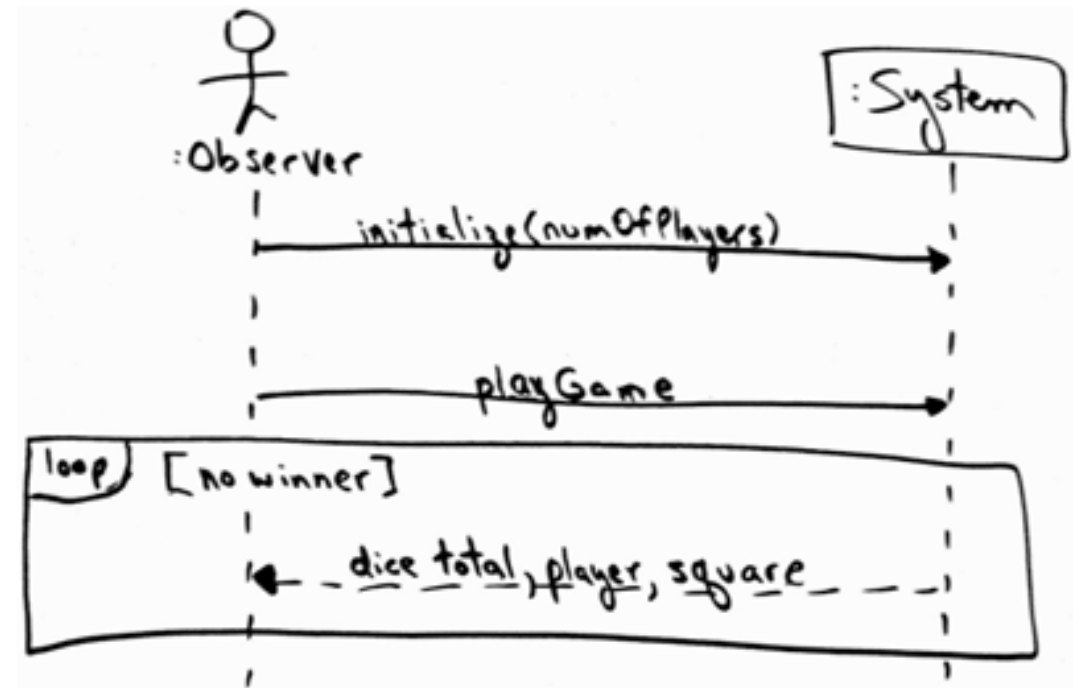 :System
:Observer
initialize(numOfPlayers)
playGame
loop [no winner]
dice total, player, square